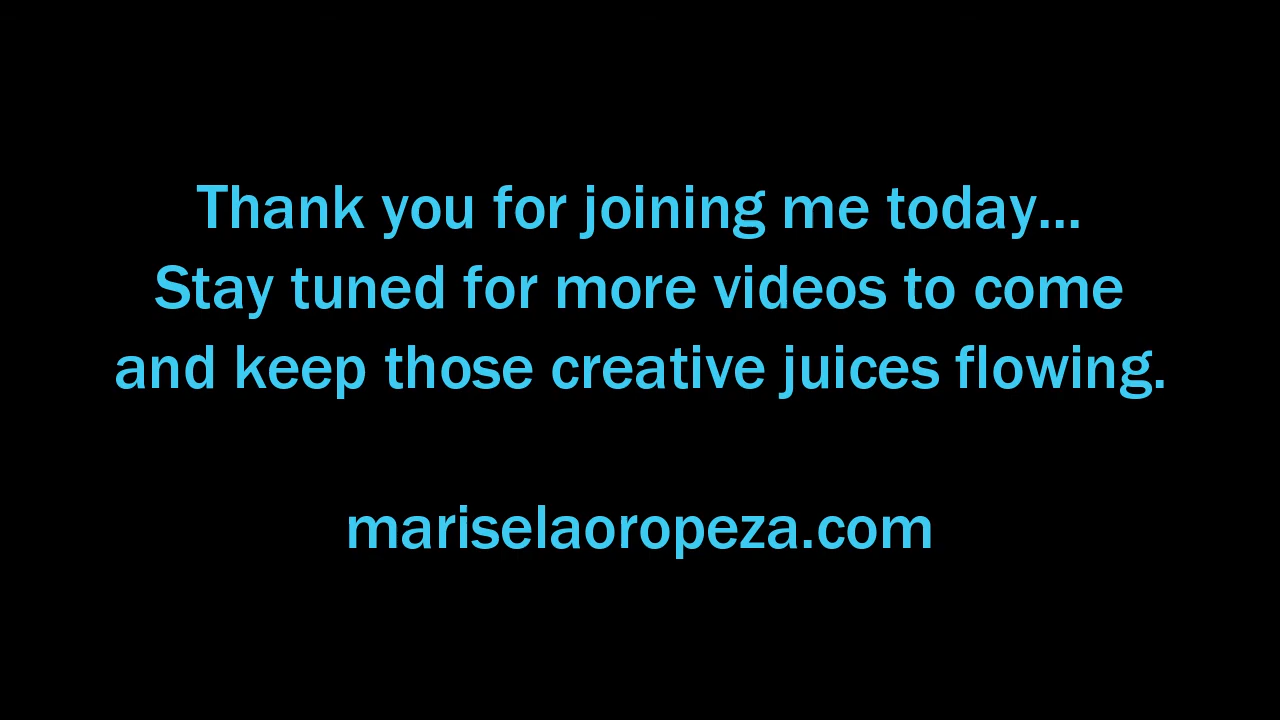 Thank you for joining me today...
Stay tuned for more videos to come
and keep those creative juices flowing.
mariselaoropeza.com